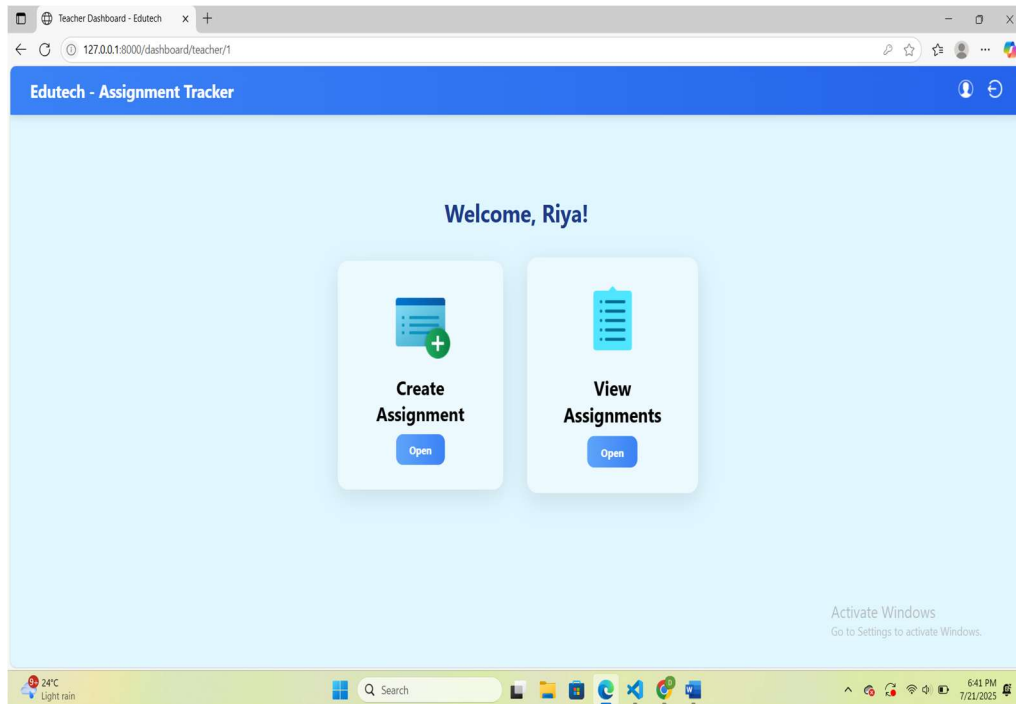 Teacher Dashboard - Edutech
127.0.0.1:8000/dashboard/teacher/1
Edutech - Assignment Tracker
Welcome, Riya!
Create
Assignment
Open
View
Assignments
Open
Activate Windows
Go to Settings to activate Windows.
9+
24°C
Light rain
Search
6:41 PM
7/21/2025